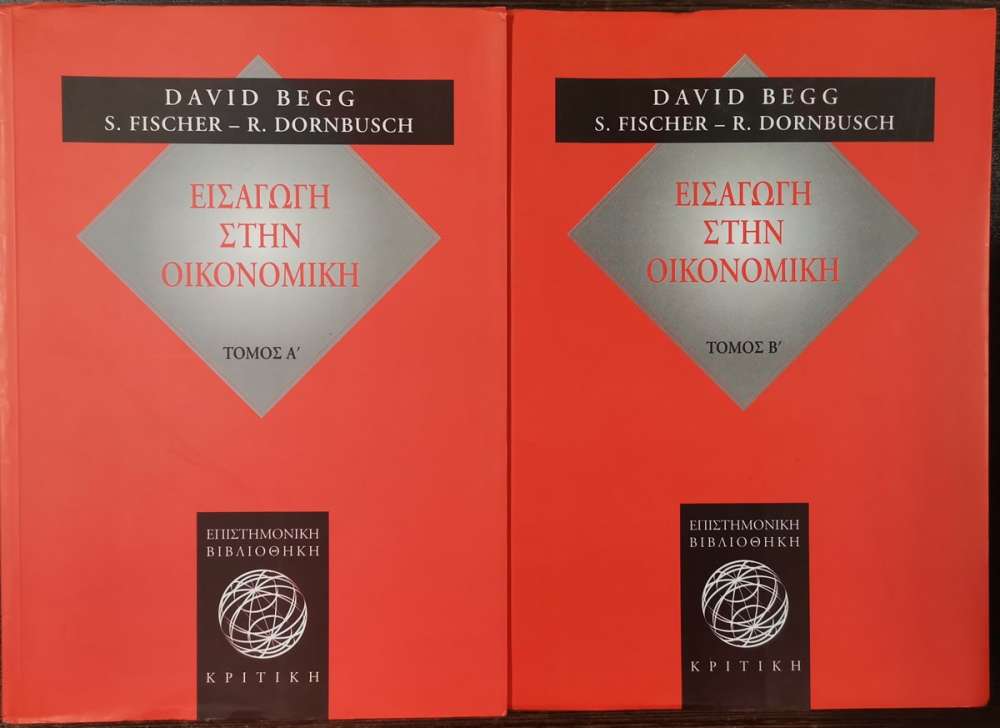 DAVID BEGG
S. FISCHER – R. DORNBUSCH
ΕΙΣΑΓΩΓΗ
ΣΤΗΝ
ΟΙΚΟΝΟΜΙΚΗ
ΤΟΜΟΣ Α′
ΕΠΙΣΤΗΜΟΝΙΚΗ
ΒΙΒΛΙΟΘΗΚΗ
ΚΡΙΤΙΚΗ
DAVID BEGG
S. FISCHER – R. DORNBUSCH
ΕΙΣΑΓΩΓΗ
ΣΤΗΝ
ΟΙΚΟΝΟΜΙΚΗ
ΤΟΜΟΣ Β′
ΕΠΙΣΤΗΜΟΝΙΚΗ
ΒΙΒΛΙΟΘΗΚΗ
ΚΡΙΤΙΚΗ